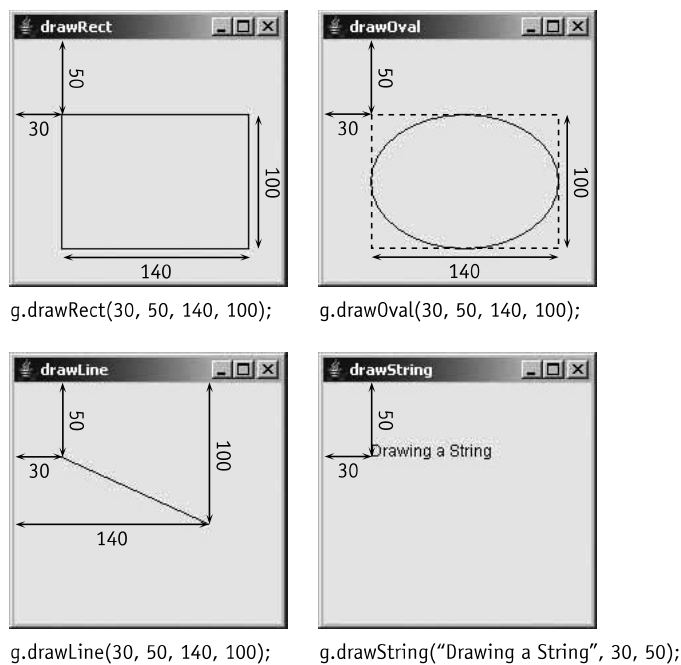 drawRect
50
30
100
140
g.drawRect(30, 50, 140, 100);
drawOval
50
30
100
140
g.drawOval(30, 50, 140, 100);
drawLine
50
30
100
140
g.drawLine(30, 50, 140, 100);
drawString
50
30
Drawing a String
g.drawString(“Drawing a String”, 30, 50);